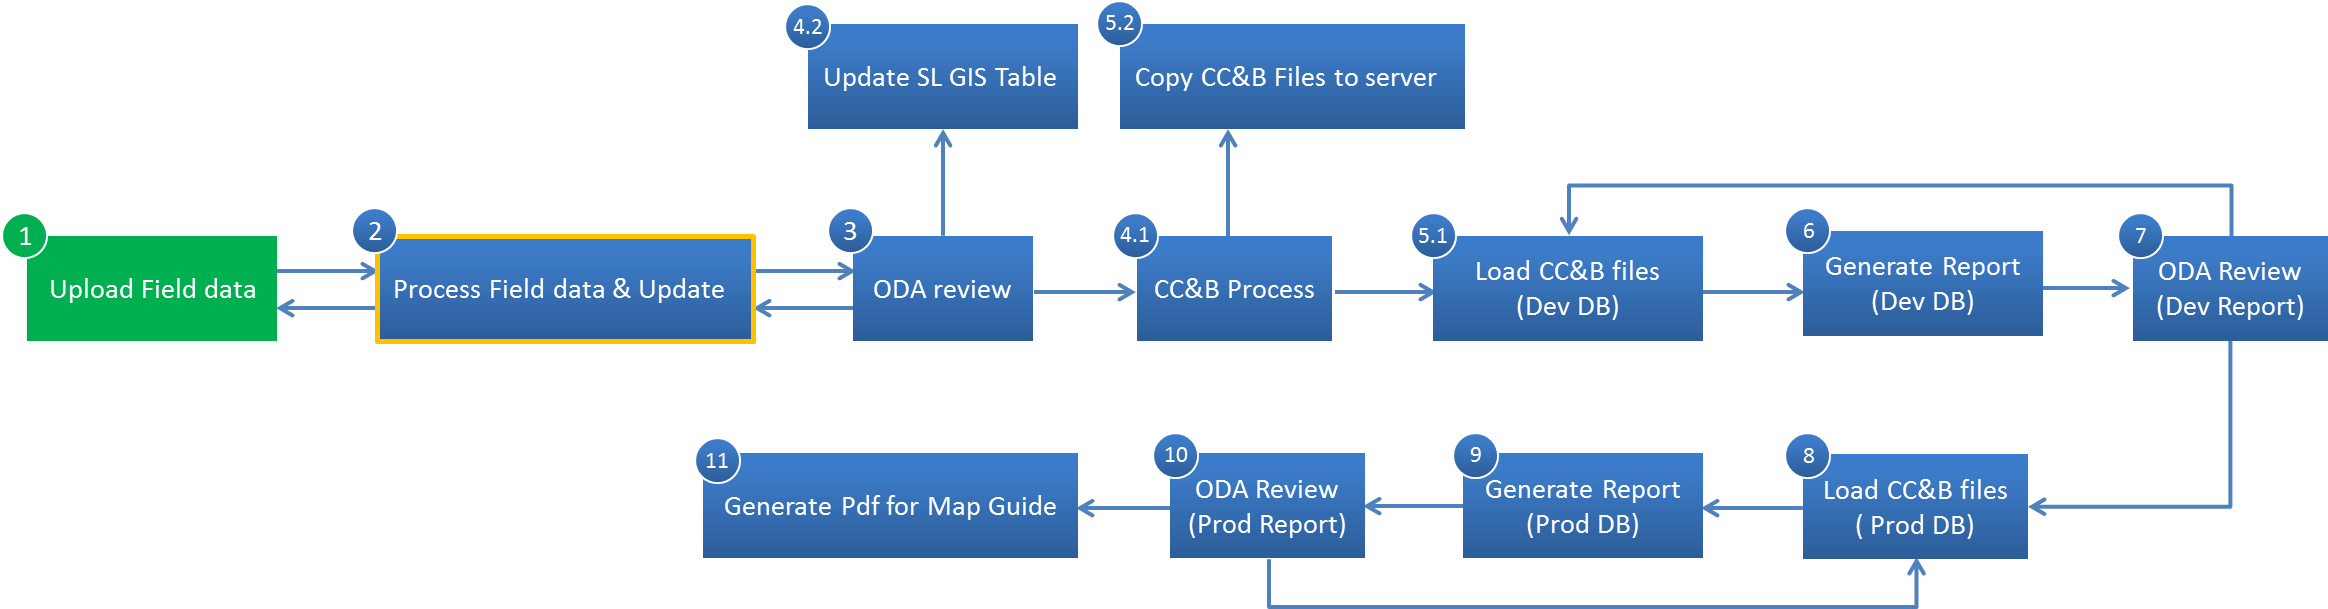 4.2
Update SL GIS Table
5.2
Copy CC&B Files to server
1
Upload Field data
2
Process Field data & Update
3
ODA review
4.1
CC&B Process
5.1
Load CC&B files
(Dev DB)
6
Generate Report
(Dev DB)
7
ODA Review
(Dev Report)
11
Generate Pdf for Map Guide
10
ODA Review
(Prod Report)
9
Generate Report
(Prod DB)
8
Load CC&B files
( Prod DB)